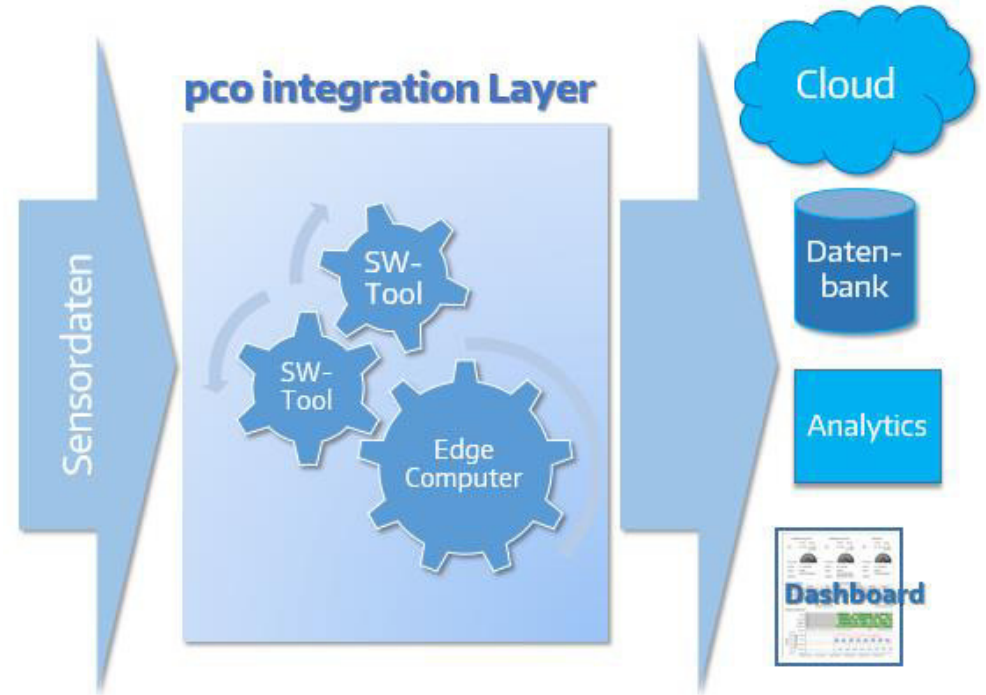 pco integration Layer
Sensordaten
SW-
Tool
SW-
Tool
Edge
Computer
Cloud
Daten-
bank
Analytics
Dashboard